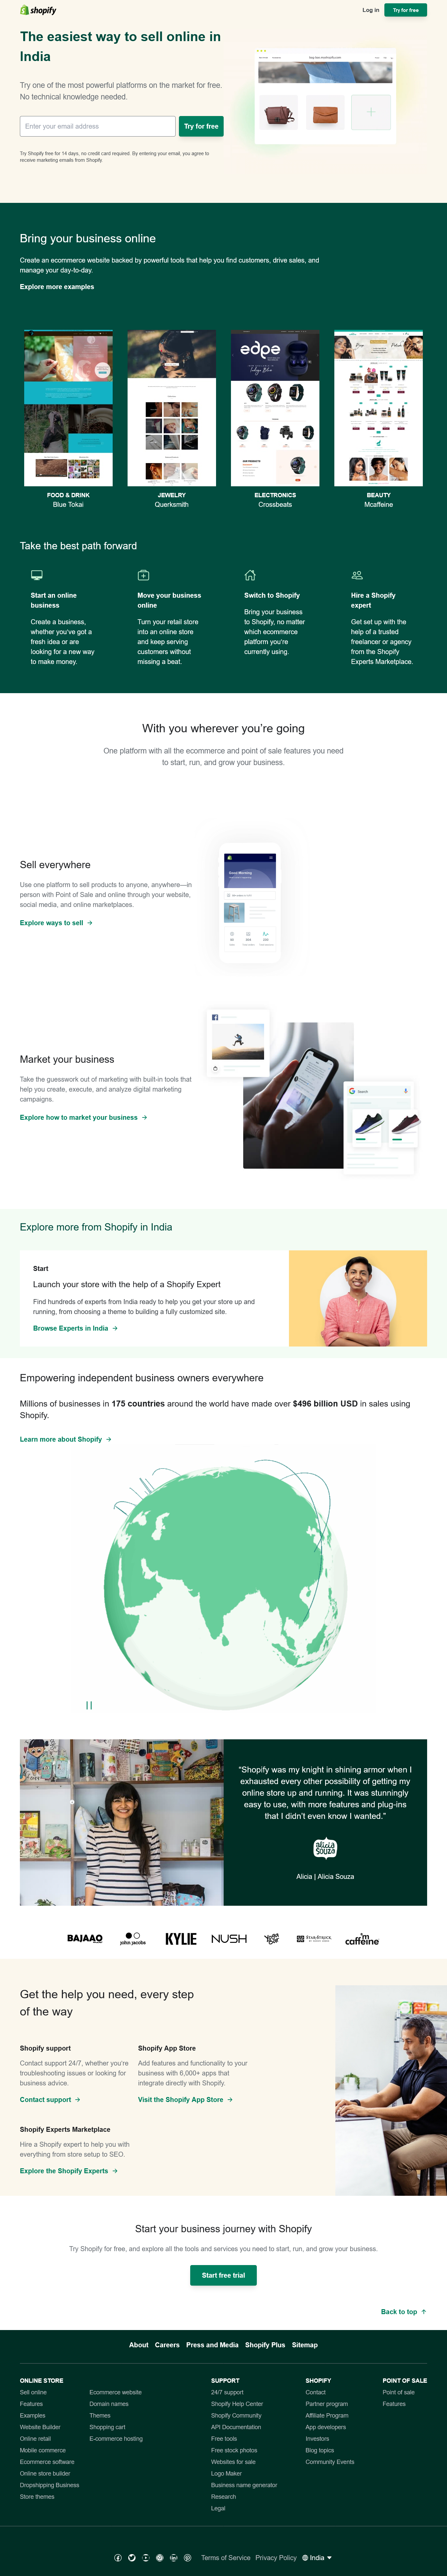 shopify
Log in
Try for free
The easiest way to sell online in
India
Try one of the most powerful platforms on the market for free.
No technical knowledge needed.
Enter your email address
Try for free
Try Shopify free for 14 days, no credit card required. By entering your email, you agree to
receive marketing emails from Shopify.
Bring your business online
Create an ecommerce website backed by powerful tools that help you find customers, drive sales, and
manage your day-to-day.
Explore more examples
edge
FOOD & DRINK
Blue Tokai
JEWELRY
Querksmith
ELECTRONICS
Crossbeats
BEAUTY
Mcaffeine
Take the best path forward
Start an online
business
Create a business,
whether you've got a
fresh idea or are
looking for a new way
to make money.
Move your business
online
Turn your retail store
into an online store
and keep serving
customers without
missing a beat.
Switch to Shopify
Bring your business
to Shopify, no matter
which ecommerce
platform you're
currently using.
Hire a Shopify
expert
Get set up with the
help of a trusted
freelancer or agency
from the Shopify
Experts Marketplace.
With you wherever you're going
One platform with all the ecommerce and point of sale features you need
to start, run, and grow your business.
Sell everywhere
Use one platform to sell products to anyone, anywhere—in
person with Point of Sale and online through your website,
social media, and online marketplaces.
Explore ways to sell →
Good Morning
Market your business
Take the guesswork out of marketing with built-in tools that
help you create, execute, and analyze digital marketing
campaigns.
Explore how to market your business →
Search
Explore more from Shopify in India
Start
Launch your store with the help of a Shopify Expert
Find hundreds of experts from India ready to help you get your store up and
running, from choosing a theme to building a fully customized site.
Browse Experts in India →
Empowering independent business owners everywhere
Millions of businesses in 175 countries around the world have made over $496 billion USD in sales using
Shopify.
Learn more about Shopify →
“Shopify was my knight in shining armor when I
exhausted every other possibility of getting my
online store up and running. It was stunningly
easy to use, with more features and plug-ins
that I didn't even know I wanted.”
alicia
souza
Alicia | Alicia Souza
BAJAAO
john jacobs
KYLIE
NUSH
I'm
caffeine
Get the help you need, every step
of the way
Shopify support
Contact support 24/7, whether you're
troubleshooting issues or looking for
business advice.
Contact support →
Shopify App Store
Add features and functionality to your
business with 6,000+ apps that
integrate directly with Shopify.
Visit the Shopify App Store →
Shopify Experts Marketplace
Hire a Shopify expert to help you with
everything from store setup to SEO.
Explore the Shopify Experts →
Start your business journey with Shopify
Try Shopify for free, and explore all the tools and services you need to start, run, and grow your business.
Start free trial
Back to top ↑
About Careers Press and Media Shopify Plus Sitemap
ONLINE STORE
Sell online
Features
Examples
Website Builder
Online retail
Mobile commerce
Ecommerce software
Online store builder
Dropshipping Business
Store themes
Ecommerce website
Domain names
Themes
Shopping cart
E-commerce hosting
SUPPORT
24/7 support
Shopify Help Center
Shopify Community
API Documentation
Free tools
Free stock photos
Websites for sale
Logo Maker
Business name generator
Research
Legal
SHOPIFY
Contact
Partner program
Affiliate Program
App developers
Investors
Blog topics
Community Events
POINT OF SALE
Point of sale
Features
Terms of Service Privacy Policy India